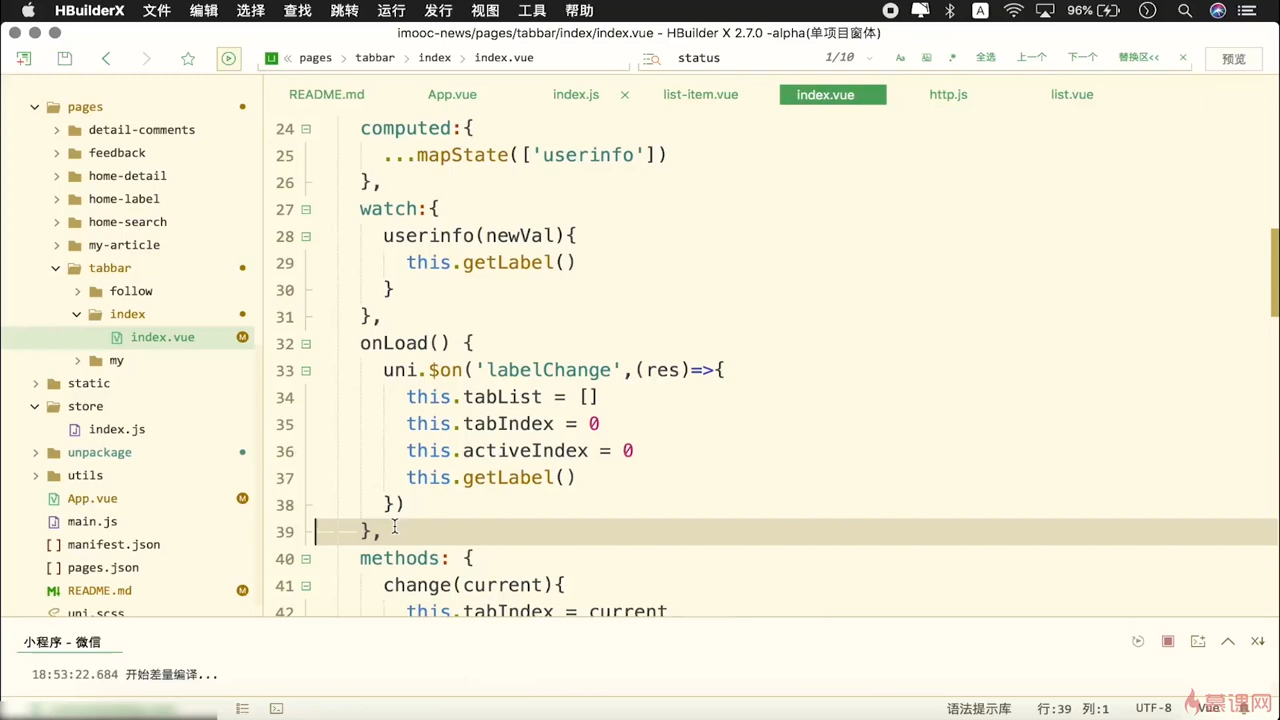 HBuilderX 文件 编辑 选择 查找 跳转 运行 发行 视图 工具 帮助 A 96%
imooc-news/pages/tabbar/index/index.vue - HBuilder X 2.7.0 -alpha(单项目窗体)
pages tabbar index index.vue status 1/10 Aa 全选 上一个 下一个 替换区<< 预览
README.md App.vue index.js list-item.vue index.vue http.js list.vue
pages
detail-comments
feedback
home-detail
home-label
home-search
my-article
tabbar
follow
index
index.vue M
my
static
store
index.js
unpackage
utils
App.vue M
main.js
manifest.json
pages.json
README.md M
uni.scss
24 computed:{
25 ...mapState(['userinfo'])
26 },
27 watch:{
28 userinfo(newVal){
29 this.getLabel()
30 }
31 },
32 onLoad() {
33 uni.$on('labelChange',(res)=>{
34 this.tabList = []
35 this.tabIndex = 0
36 this.activeIndex = 0
37 this.getLabel()
38 })
39 },
40 methods: {
41 change(current){
42 this.tabIndex = current
小程序 - 微信
18:53:22.684 开始差量编译...
语法提示库 行:39 列:1 UTF-8 Vue
慕课网